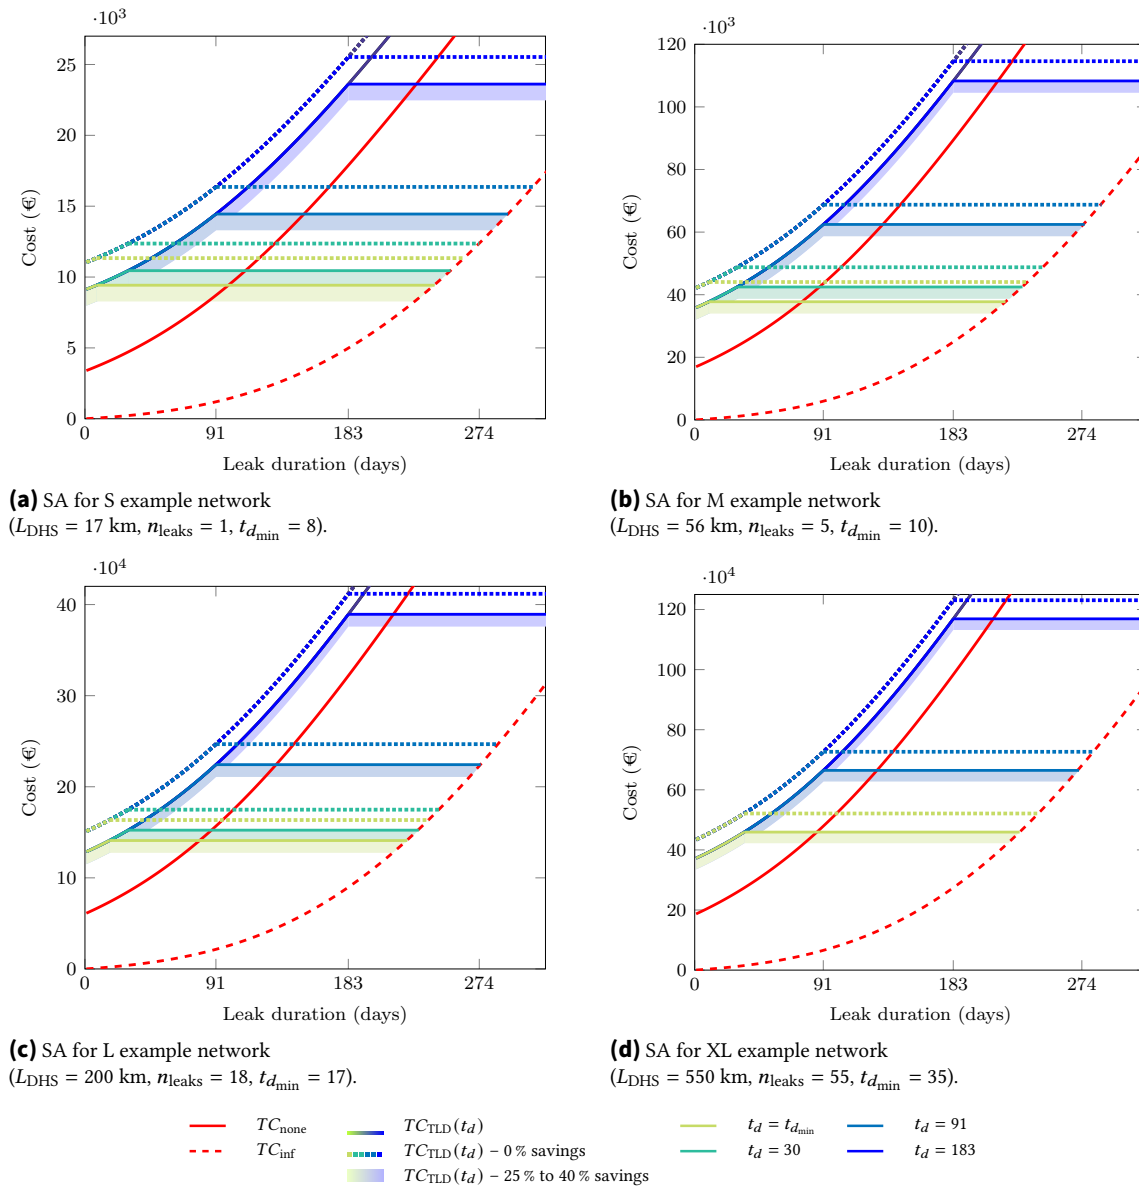 ·10³
25
20
15
10
5
0
Cost (€)
0 91 183 274
Leak duration (days)
(a) SA for S example network
(L_DHS = 17 km, n_leaks = 1, t_d_min = 8).
·10³
120
100
80
60
40
20
0
Cost (€)
0 91 183 274
Leak duration (days)
(b) SA for M example network
(L_DHS = 56 km, n_leaks = 5, t_d_min = 10).
·10⁴
40
30
20
10
0
Cost (€)
0 91 183 274
Leak duration (days)
(c) SA for L example network
(L_DHS = 200 km, n_leaks = 18, t_d_min = 17).
·10⁴
120
100
80
60
40
20
0
Cost (€)
0 91 183 274
Leak duration (days)
(d) SA for XL example network
(L_DHS = 550 km, n_leaks = 55, t_d_min = 35).
TC_none
TC_inf
TC_TLD(t_d)
TC_TLD(t_d) – 0 % savings
TC_TLD(t_d) – 25 % to 40 % savings
t_d = t_d_min
t_d = 30
t_d = 91
t_d = 183